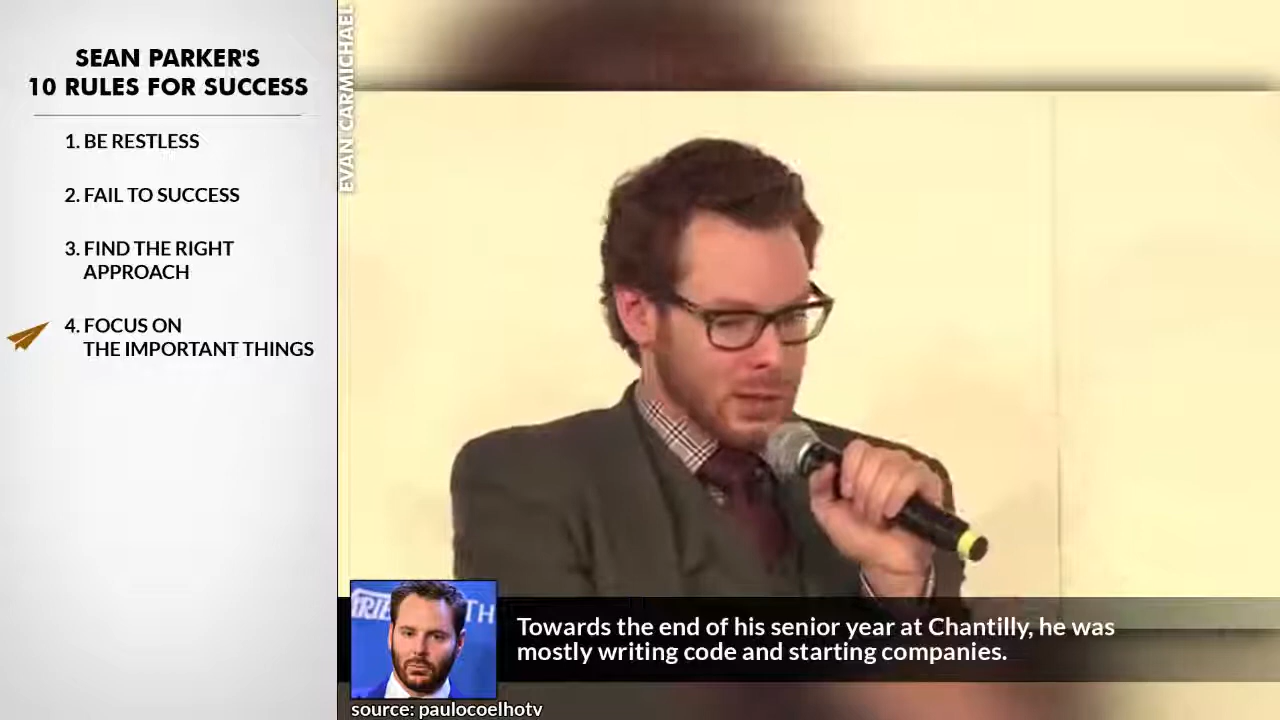 SEAN PARKER'S
10 RULES FOR SUCCESS
1. BE RESTLESS
2. FAIL TO SUCCESS
3. FIND THE RIGHT
APPROACH
4. FOCUS ON
THE IMPORTANT THINGS
EVAN CARMICHAEL
Towards the end of his senior year at Chantilly, he was
mostly writing code and starting companies.
source: paulocoelhotv